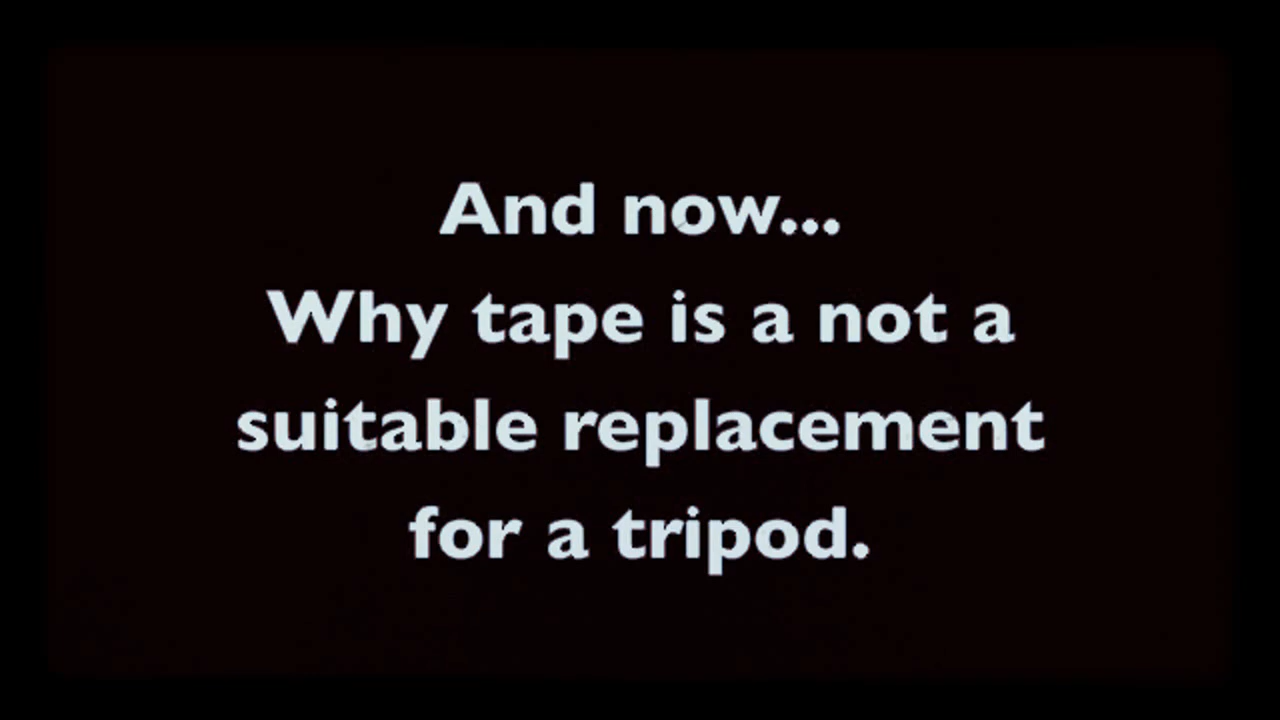 And now...
Why tape is a not a
suitable replacement
for a tripod.